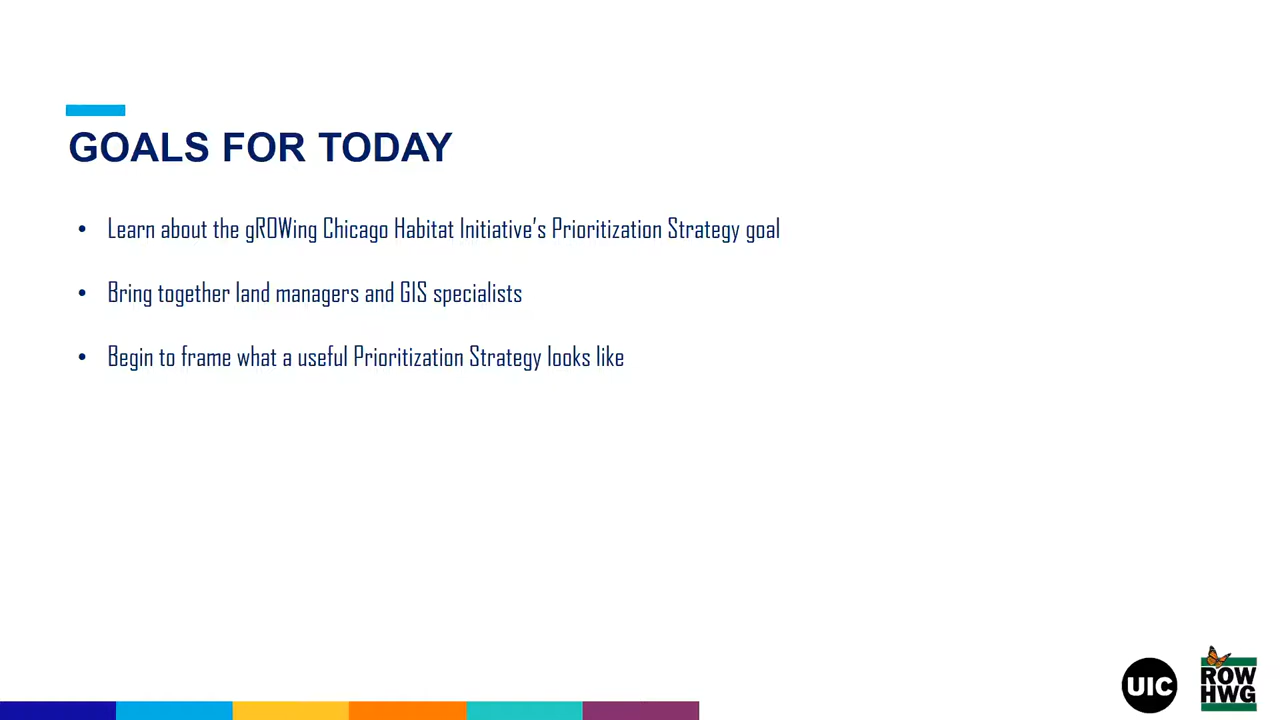 GOALS FOR TODAY
• Learn about the gROWing Chicago Habitat Initiative's Prioritization Strategy goal
• Bring together land managers and GIS specialists
• Begin to frame what a useful Prioritization Strategy looks like
UIC
ROW
HWG